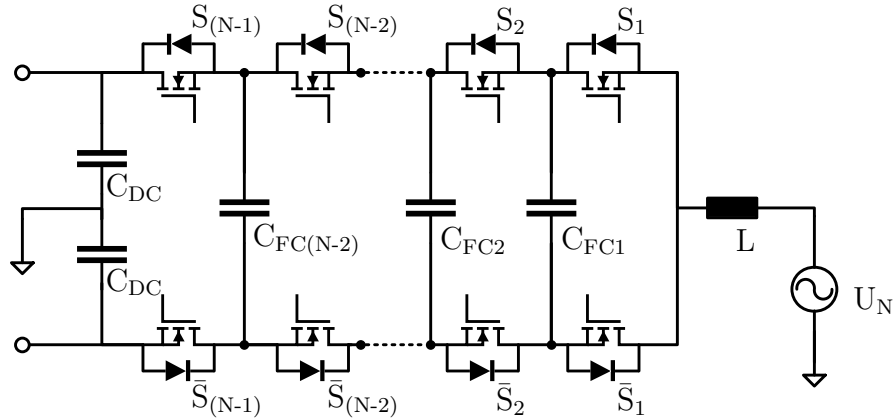 S(N-1) S(N-2) S2 S1
CDC
CFC(N-2) CFC2 CFC1
L
CDC
UN
S̄(N-1) S̄(N-2) S̄2 S̄1